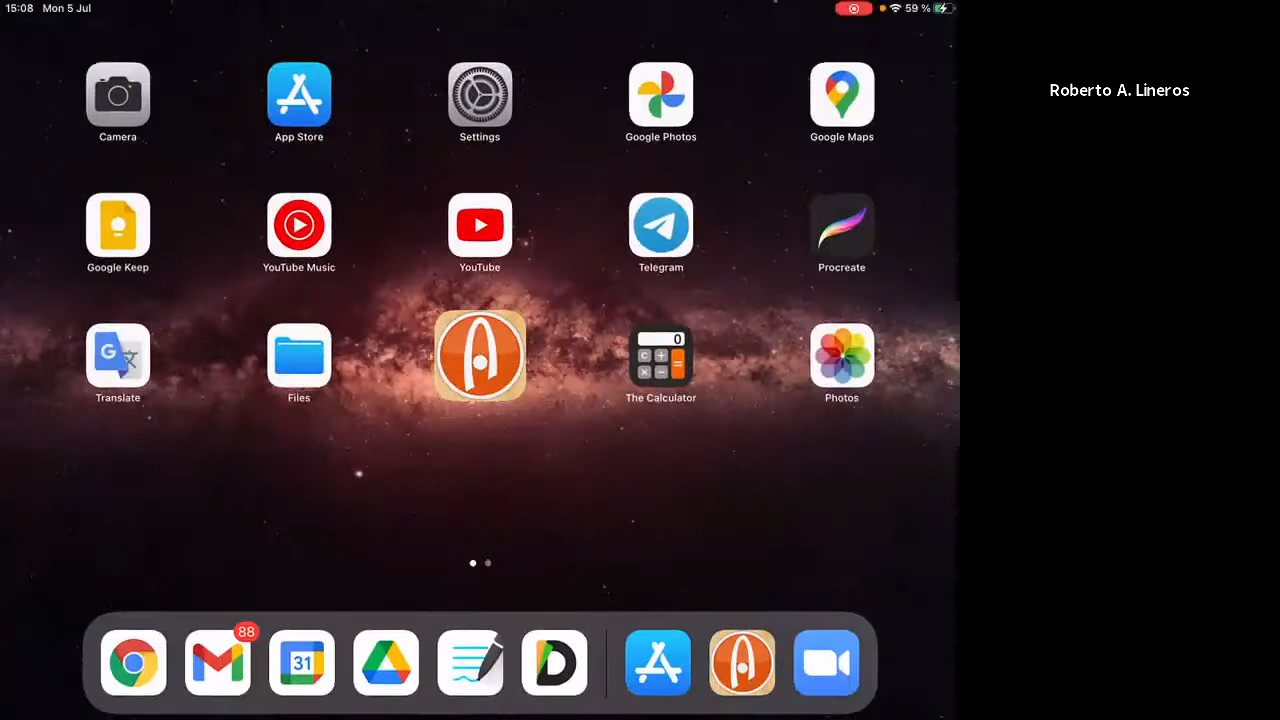 15:08 Mon 5 Jul
59 %
Roberto A. Lineros
Camera
App Store
Settings
Google Photos
Google Maps
Google Keep
YouTube Music
YouTube
Telegram
Procreate
G 文
0
C + × − =
Translate
Files
The Calculator
Photos
88
31
D